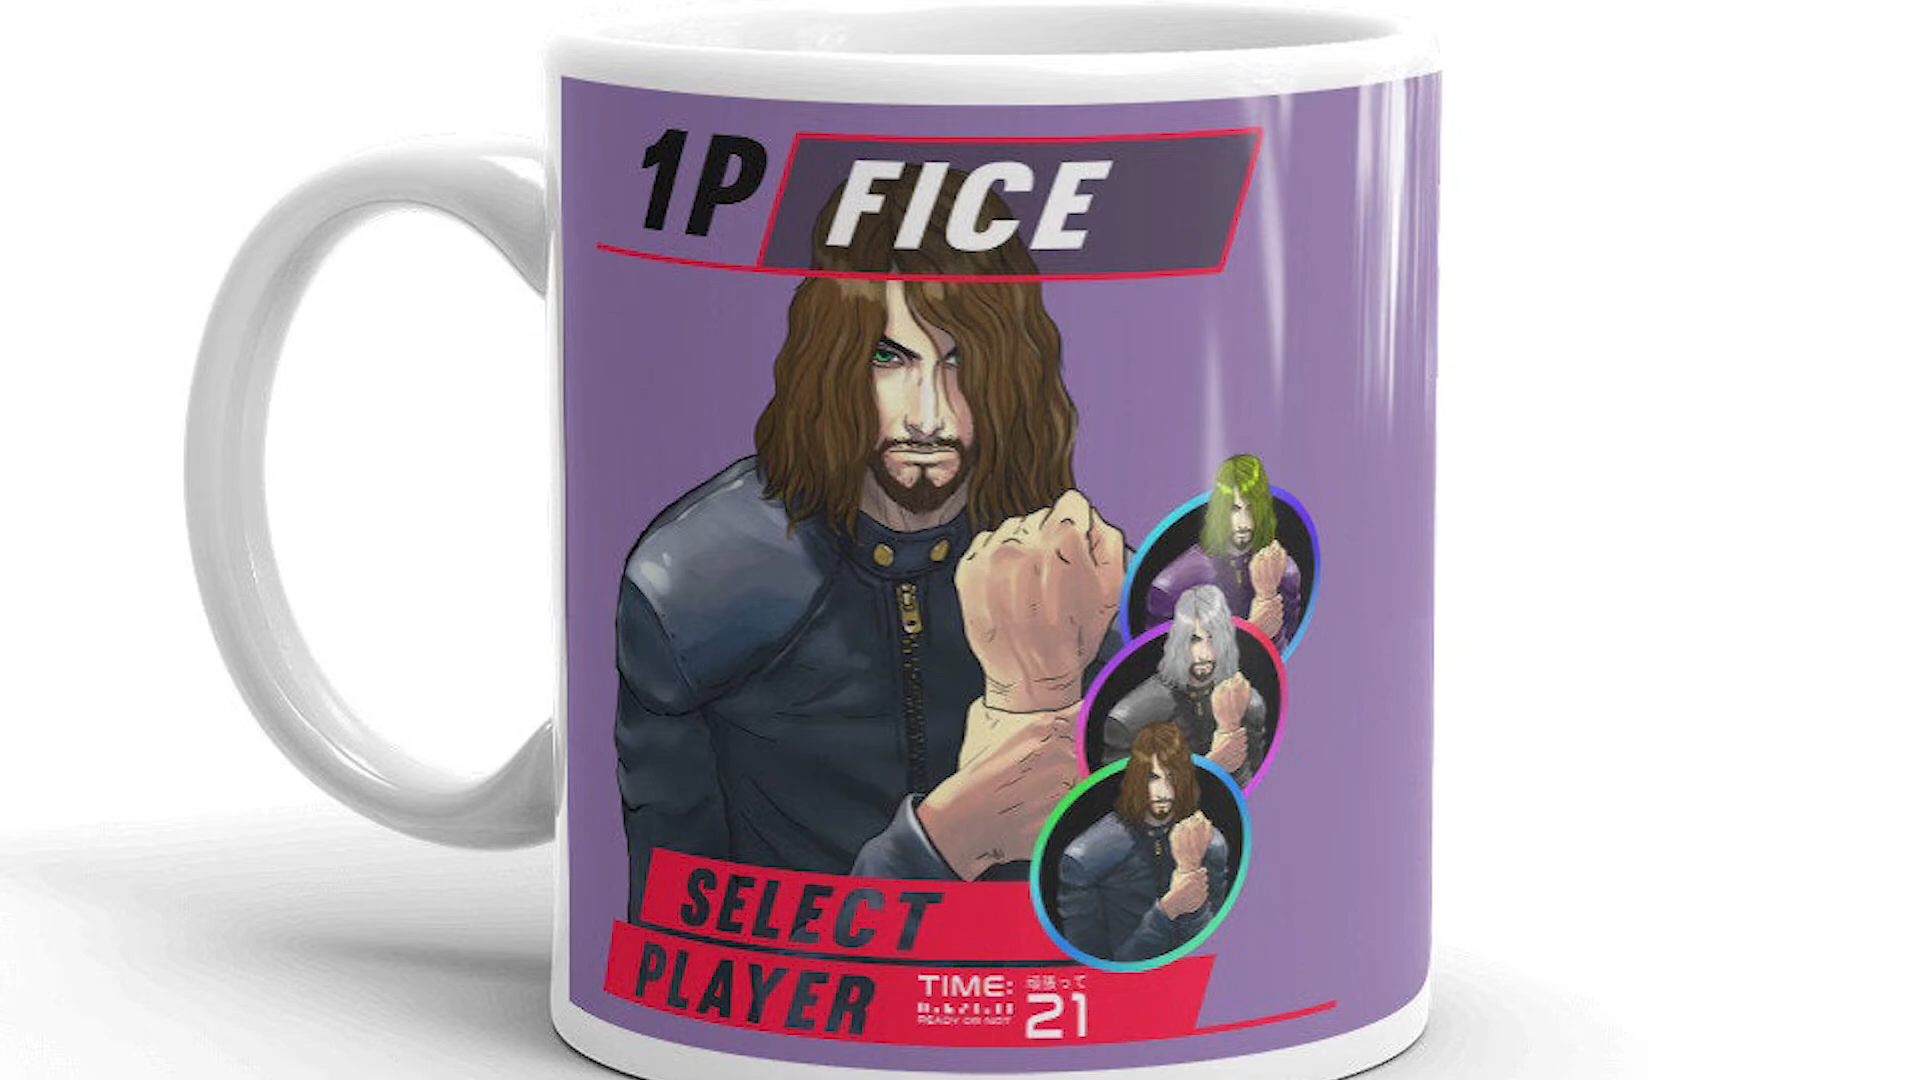 1P FICE
SELECT
PLAYER
TIME: 頑張って
READY OR NOT 21